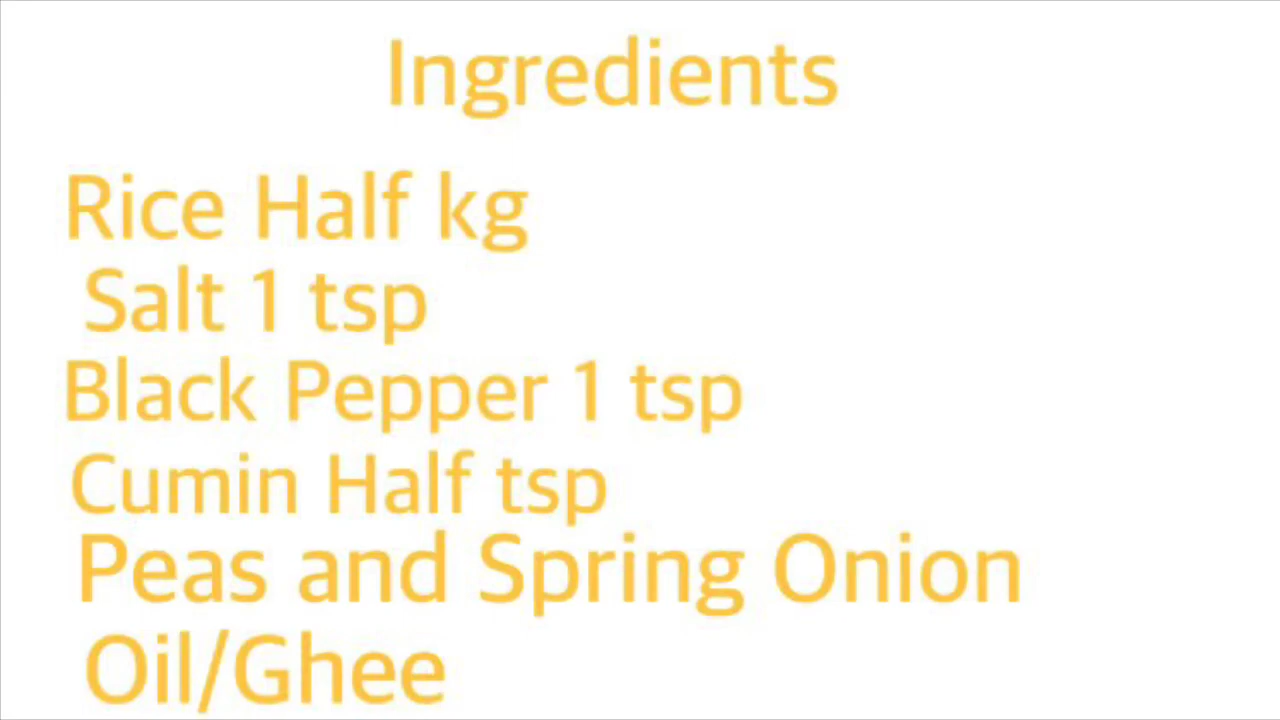 Ingredients
Rice Half kg
Salt 1 tsp
Black Pepper 1 tsp
Cumin Half tsp
Peas and Spring Onion
Oil/Ghee